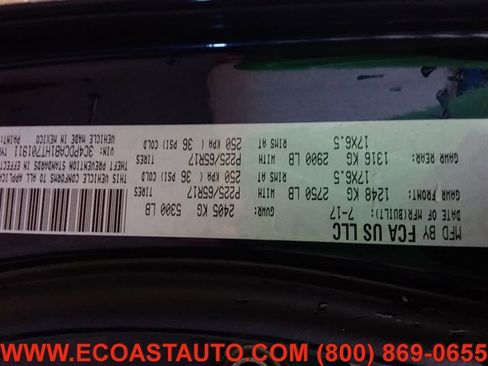 MFD BY FCA US LLC
DATE OF MFR(BUILT): 7-17 GVWR: 2405 KG 5300 LB
GAWR FRONT: 1248 KG 2750 LB WITH P225/65R17 TIRES
17X6.5 RIMS AT 250 KPA ( 36 PSI) COLD
GAWR REAR: 1316 KG 2900 LB WITH P225/65R17 TIRES
17X6.5 RIMS AT 250 KPA ( 36 PSI) COLD
THIS VEHICLE CONFORMS TO ALL
THEFT PREVENTION STANDARDS IN
VIN: 3C4PDCAB1HT701911
VEHICLE MADE IN MEXICO PAINT:
WWW.ECOASTAUTO.COM (800) 869-0655